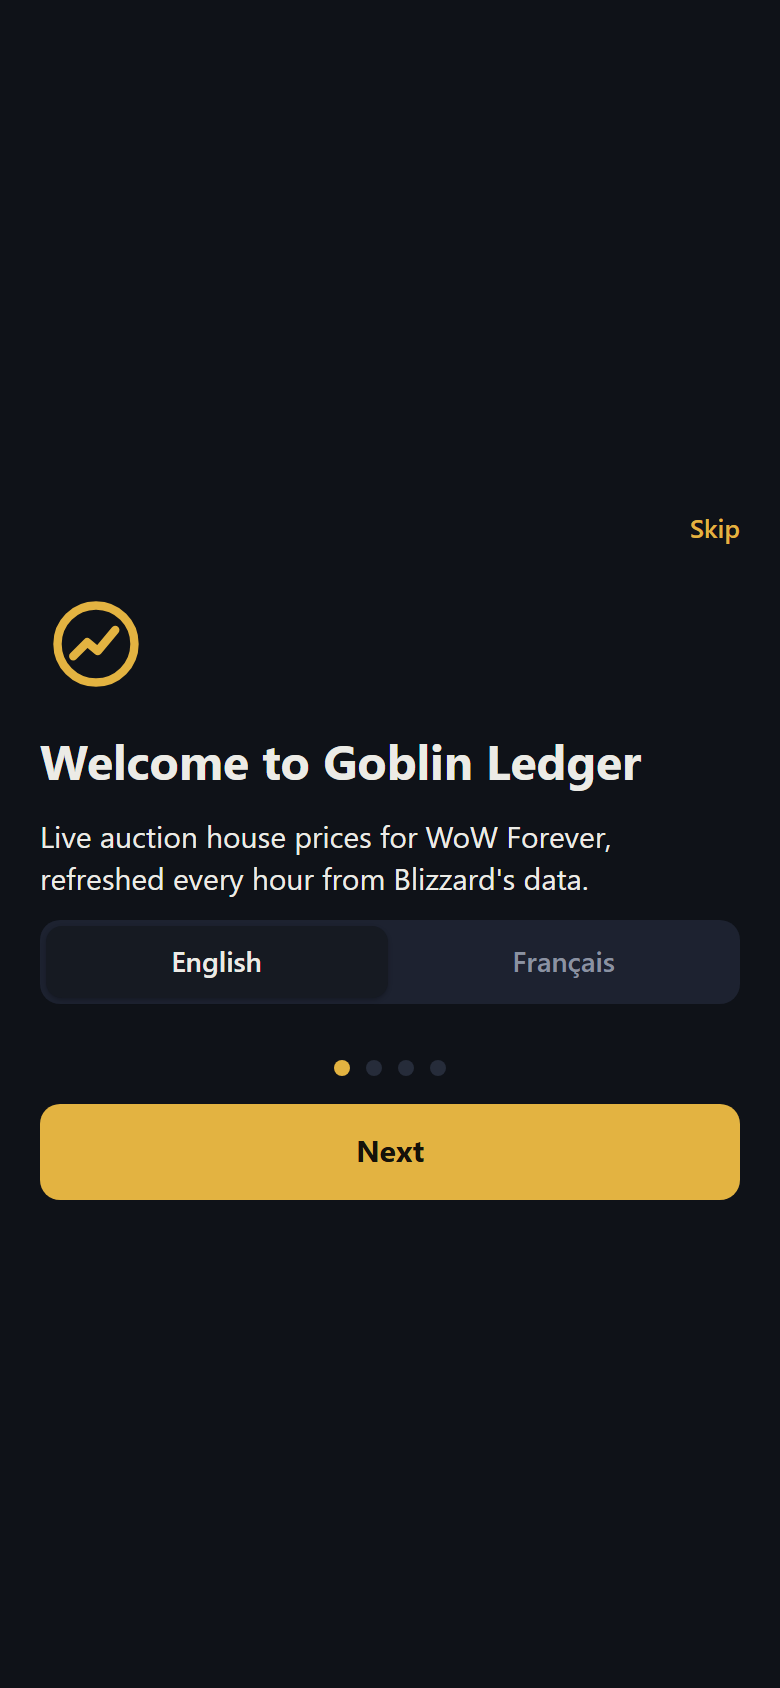 Skip
Welcome to Goblin Ledger
Live auction house prices for WoW Forever,
refreshed every hour from Blizzard's data.
English Français
Next